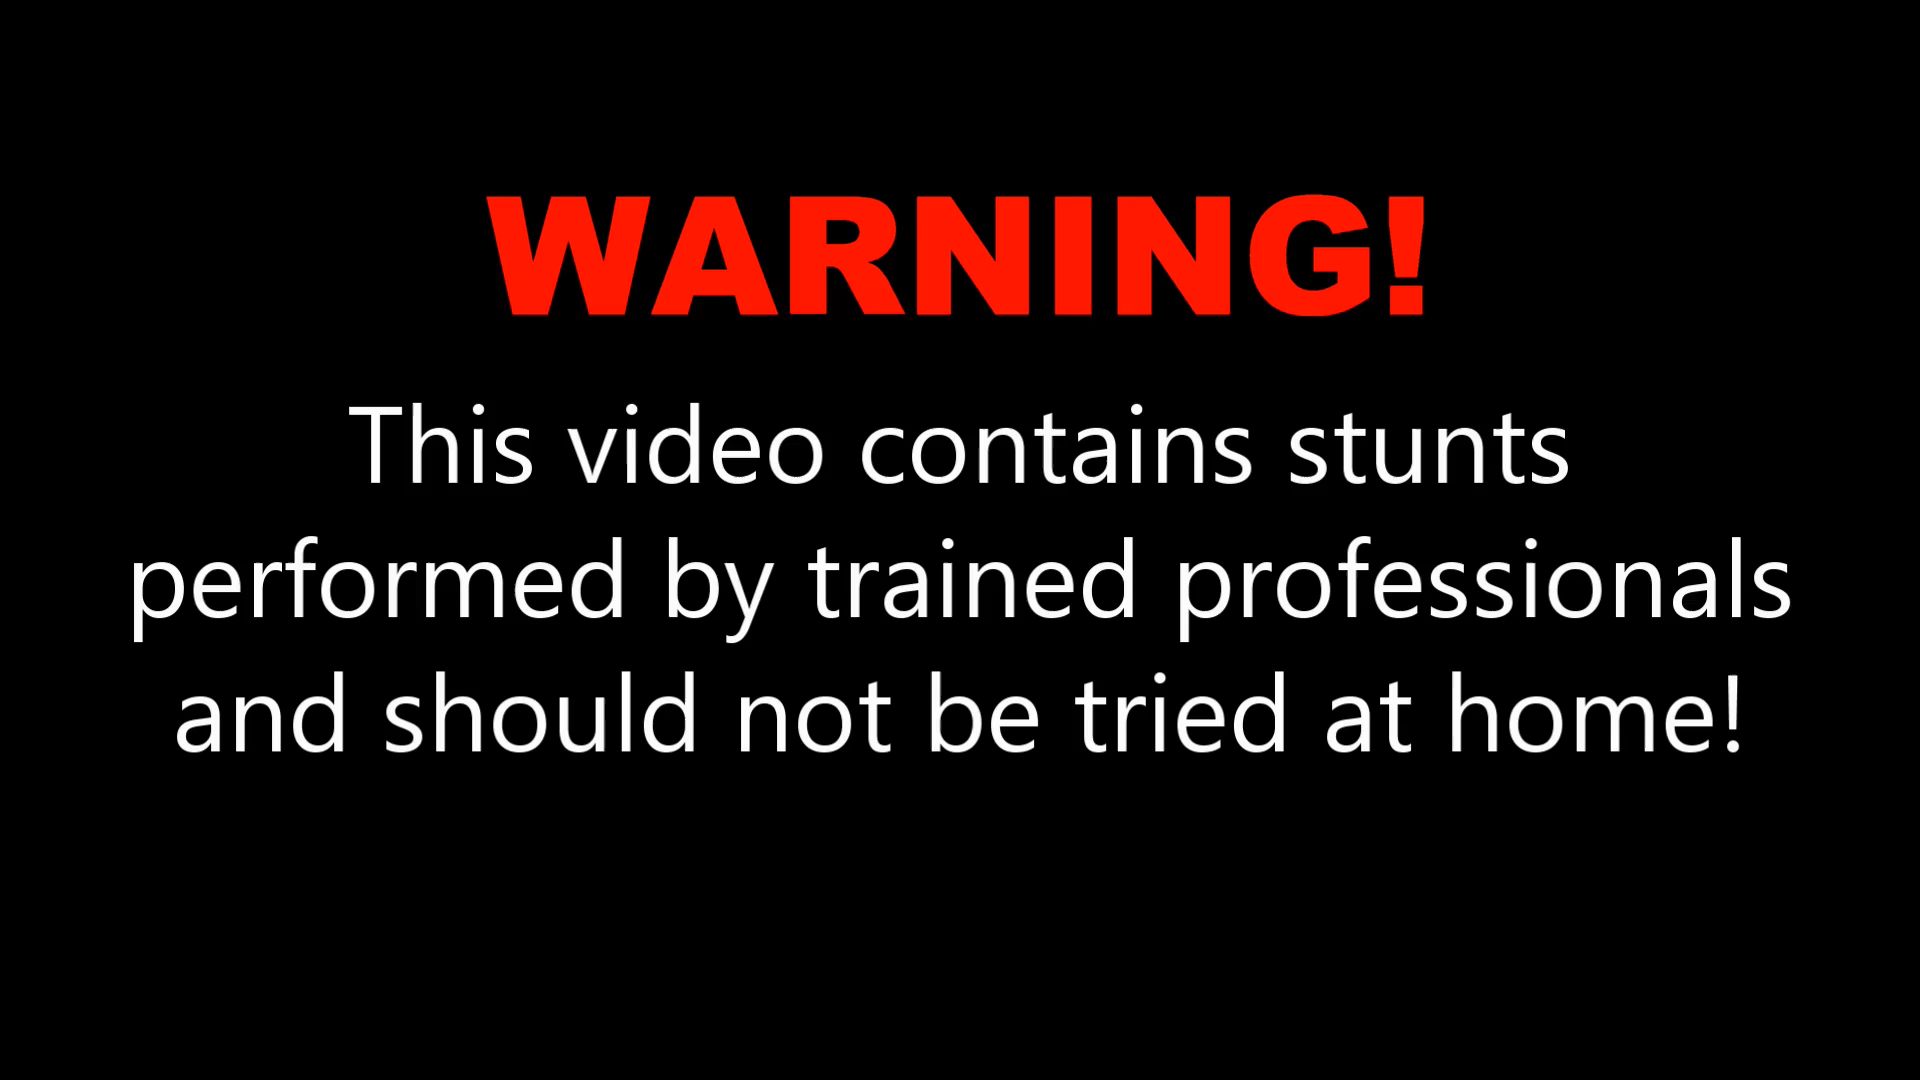 WARNING!
This video contains stunts
performed by trained professionals
and should not be tried at home!